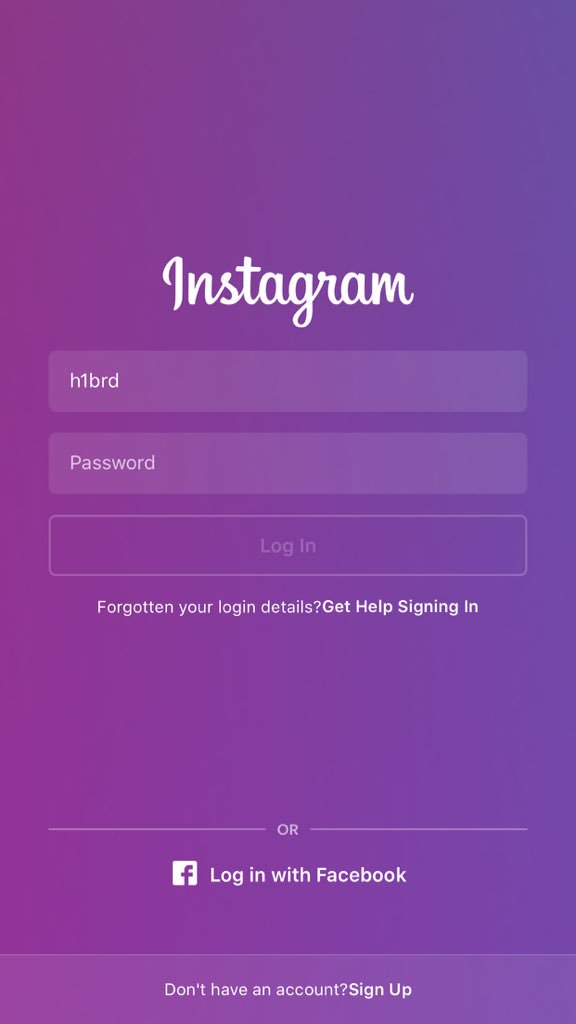 Instagram
h1brd
Password
Log In
Forgotten your login details?Get Help Signing In
OR
Log in with Facebook
Don't have an account?Sign Up